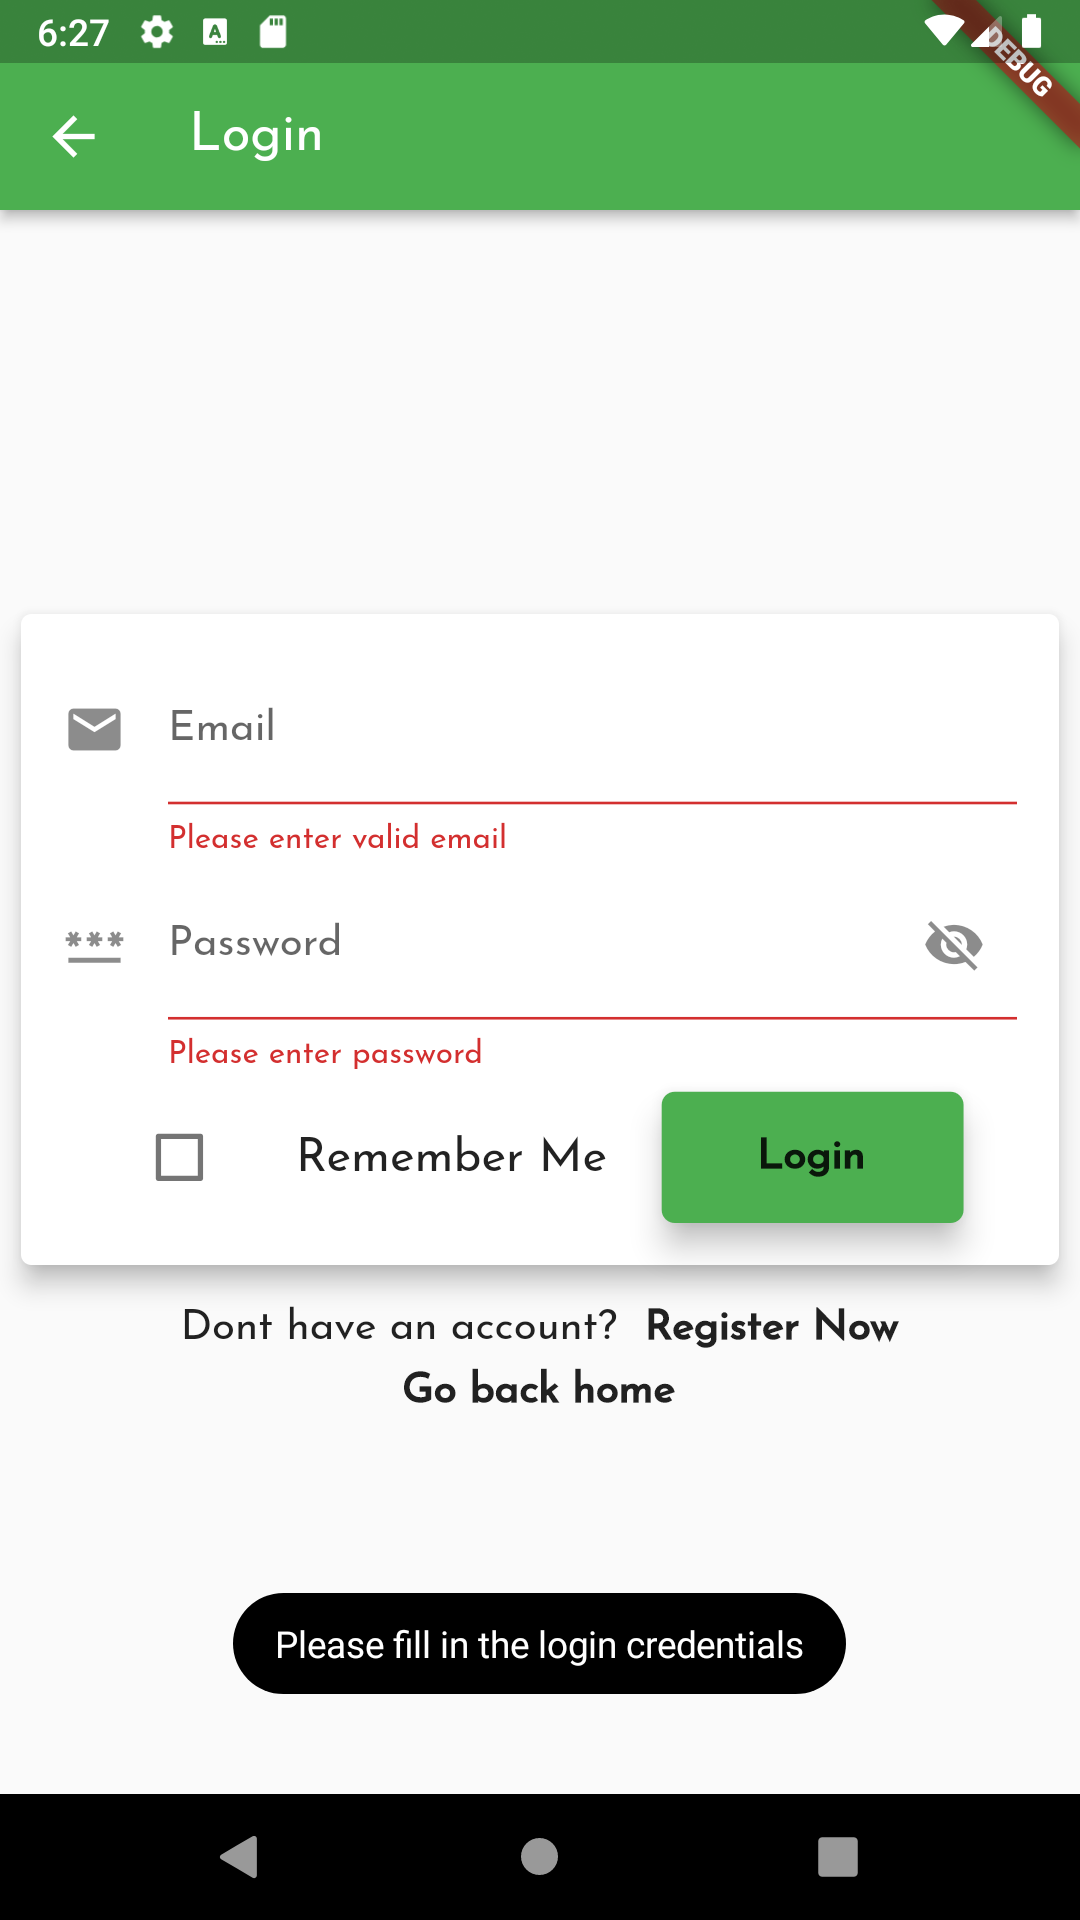 6:27
DEBUG
Login
Email
Please enter valid email
***
Password
Please enter password
Remember Me
Login
Dont have an account? Register Now
Go back home
Please fill in the login credentials